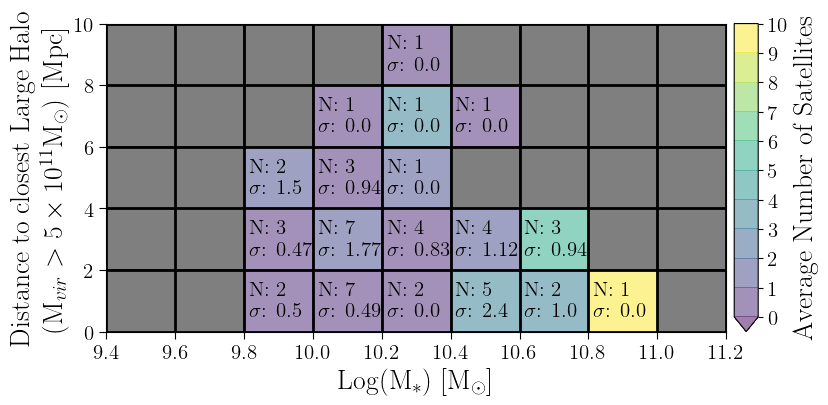 Distance to closest Large Halo
(M_vir > 5 × 10^11 M_⊙) [Mpc]
10
8
6
4
2
0
N: 1
σ: 0.0
N: 1
σ: 0.0
N: 1
σ: 0.0
N: 1
σ: 0.0
N: 2
σ: 1.5
N: 3
σ: 0.94
N: 1
σ: 0.0
N: 3
σ: 0.47
N: 7
σ: 1.77
N: 4
σ: 0.83
N: 4
σ: 1.12
N: 3
σ: 0.94
N: 2
σ: 0.5
N: 7
σ: 0.49
N: 2
σ: 0.0
N: 5
σ: 2.4
N: 2
σ: 1.0
N: 1
σ: 0.0
9.4 9.6 9.8 10.0 10.2 10.4 10.6 10.8 11.0 11.2
Log(M_*) [M_⊙]
10
9
8
7
6
5
4
3
2
1
0
Average Number of Satellites